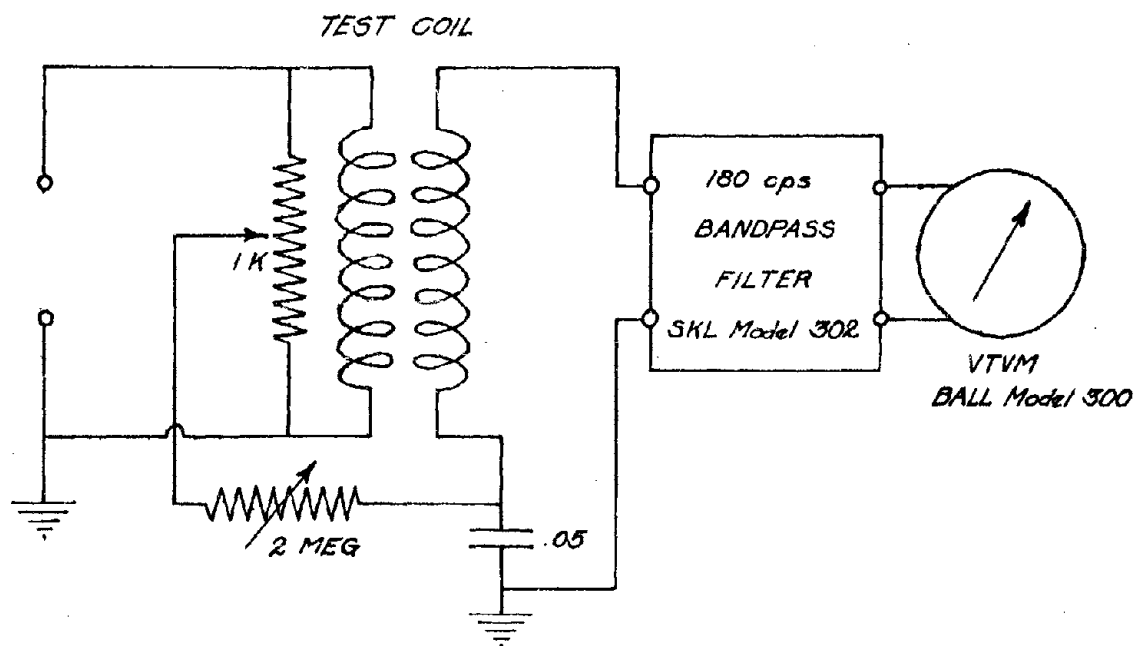 TEST COIL
1K
2 MEG
.05
180 cps
BANDPASS
FILTER
SKL Model 302
VTVM
BALL Model 300